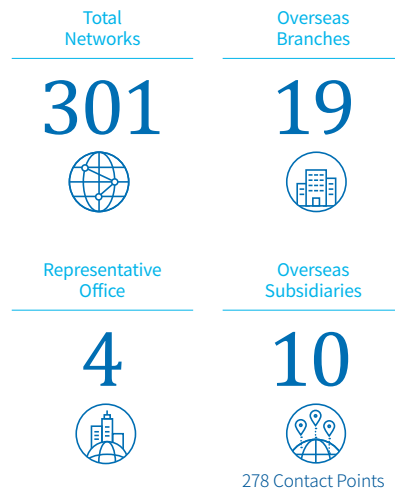 Total
Networks
301
Overseas
Branches
19
Representative
Office
4
Overseas
Subsidiaries
10
278 Contact Points